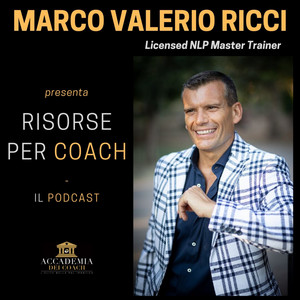 MARCO VALERIO RICCI
Licensed NLP Master Trainer
presenta
RISORSE
PER COACH
-
IL PODCAST
ACCADEMIA
DEI COACH